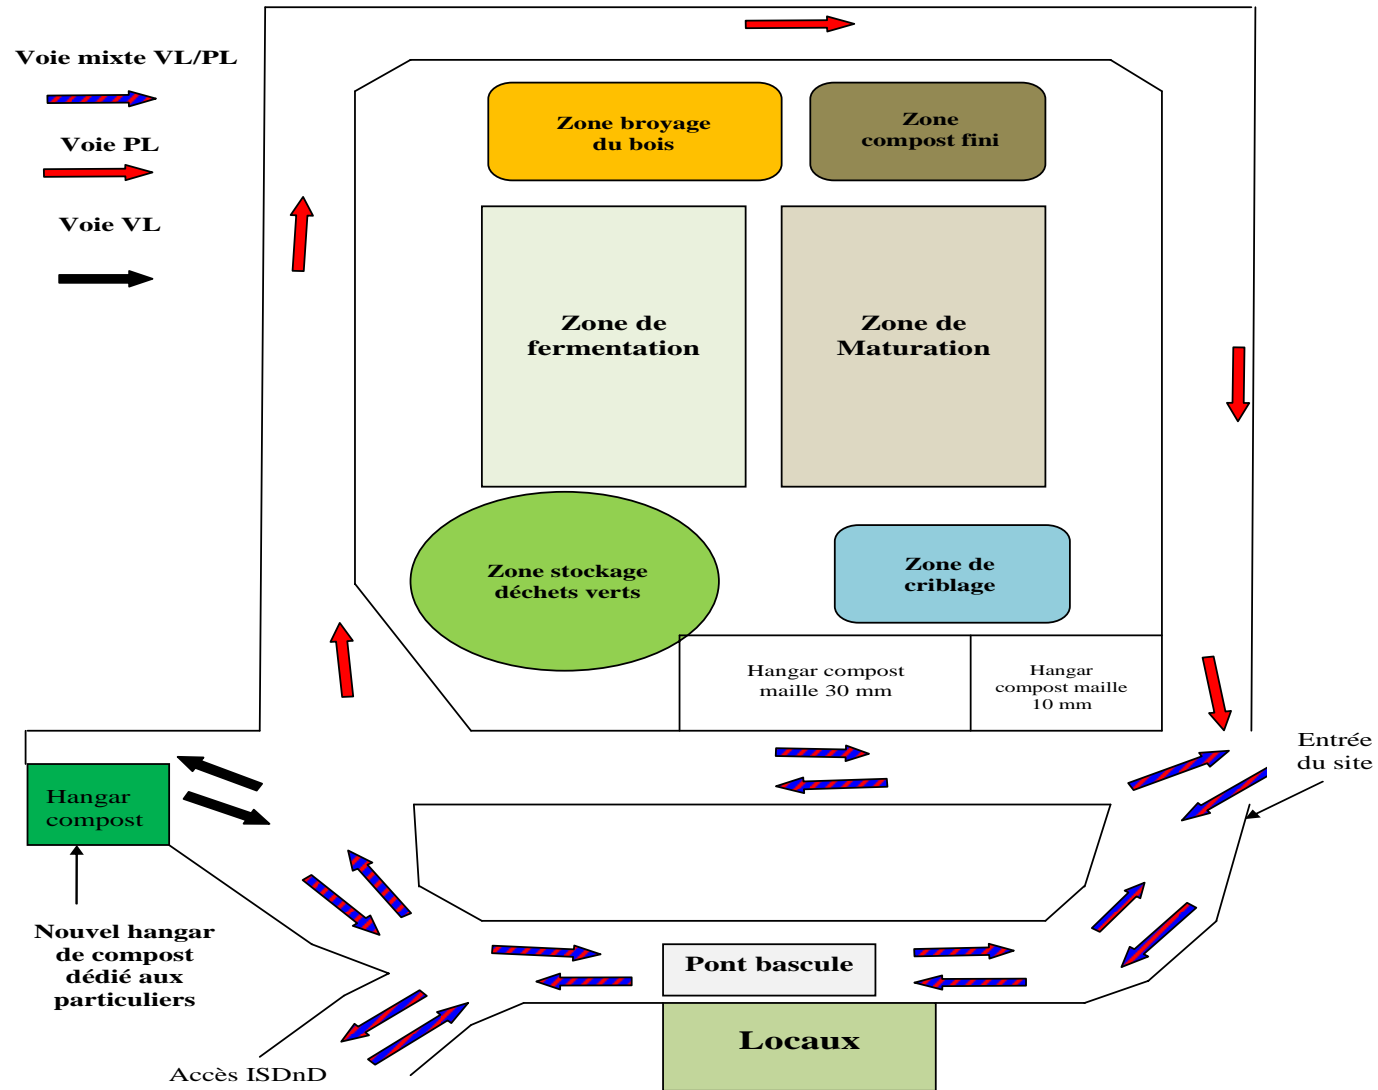 Voie mixte VL/PL
Voie PL
Voie VL
Zone broyage
du bois
Zone
compost fini
Zone de
fermentation
Zone de
Maturation
Zone stockage
déchets verts
Zone de
criblage
Hangar compost
maille 30 mm
Hangar
compost maille
10 mm
Entrée
du site
Hangar
compost
Nouvel hangar
de compost
dédié aux
particuliers
Pont bascule
Locaux
Accès ISDnD